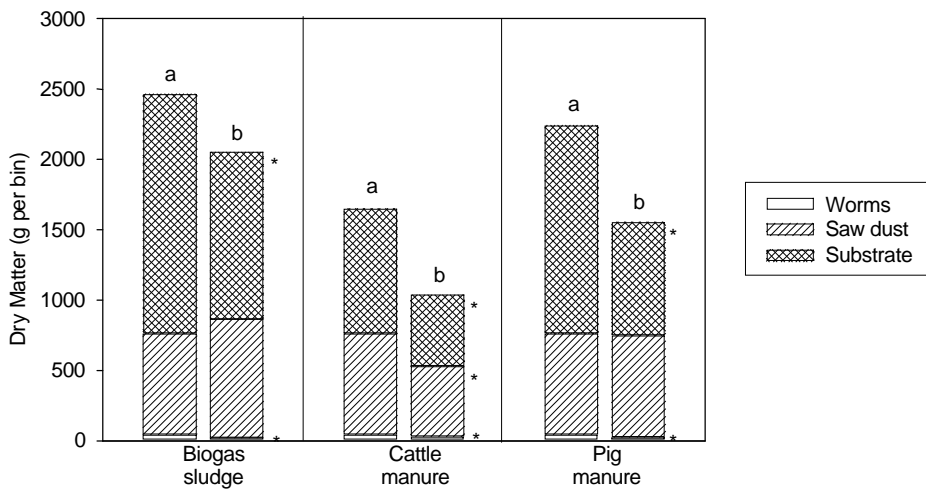 3000
2500
2000
1500
1000
500
0
Dry Matter (g per bin)
a
b
*
*
a
b
*
*
*
a
b
*
*
Biogas
sludge
Cattle
manure
Pig
manure
Worms
Saw dust
Substrate